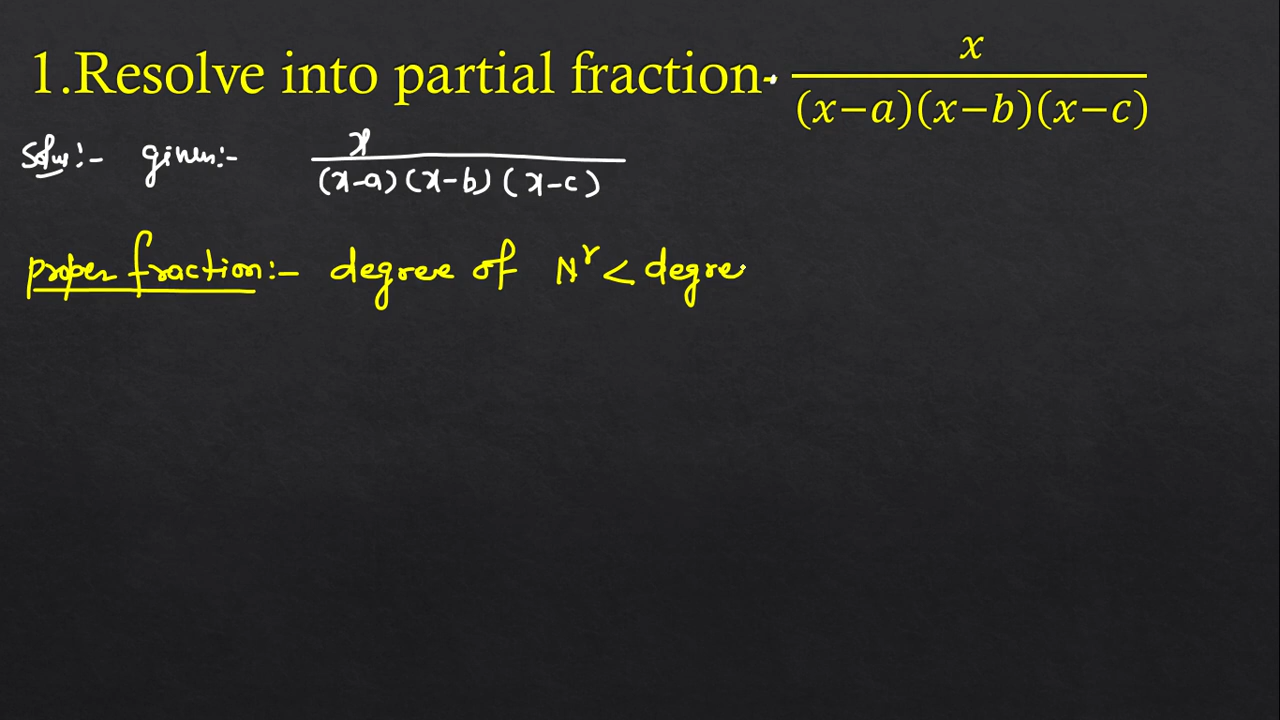 1.Resolve into partial fraction- x/((x−a)(x−b)(x−c))
Soln:- given:- x/((x-a)(x-b)(x-c))
proper fraction:- degree of Nʳ < degre